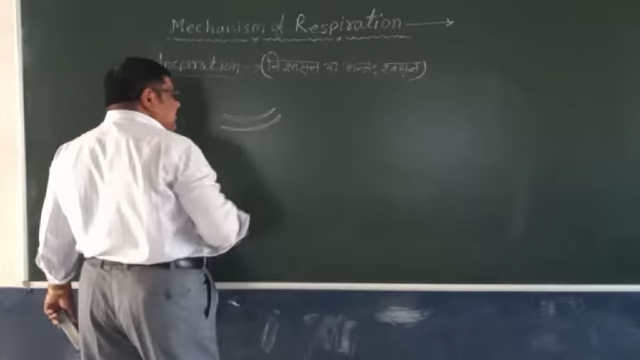 Mechanism of Respiration
Inspiration :- (निश्वसन या अन्तःश्वसन)